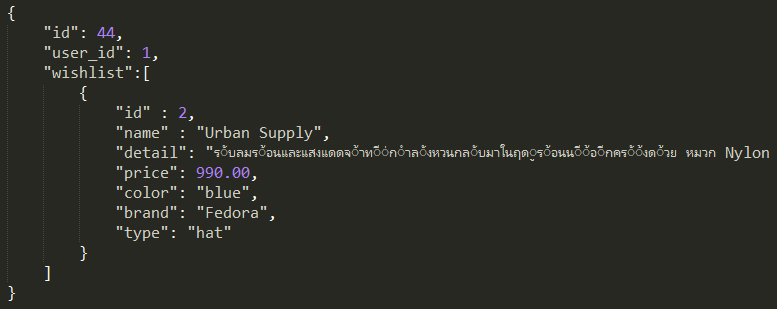 {
"id": 44,
"user_id": 1,
"wishlist":[
{
"id" : 2,
"name" : "Urban Supply",
"detail": "รับลมร้อนและแสงแดดจ้าที่กำลังหวนกลับมาในฤดูร้อนนี้อีกครั้งด้วย หมวก Nylon
"price": 990.00,
"color": "blue",
"brand": "Fedora",
"type": "hat"
}
]
}